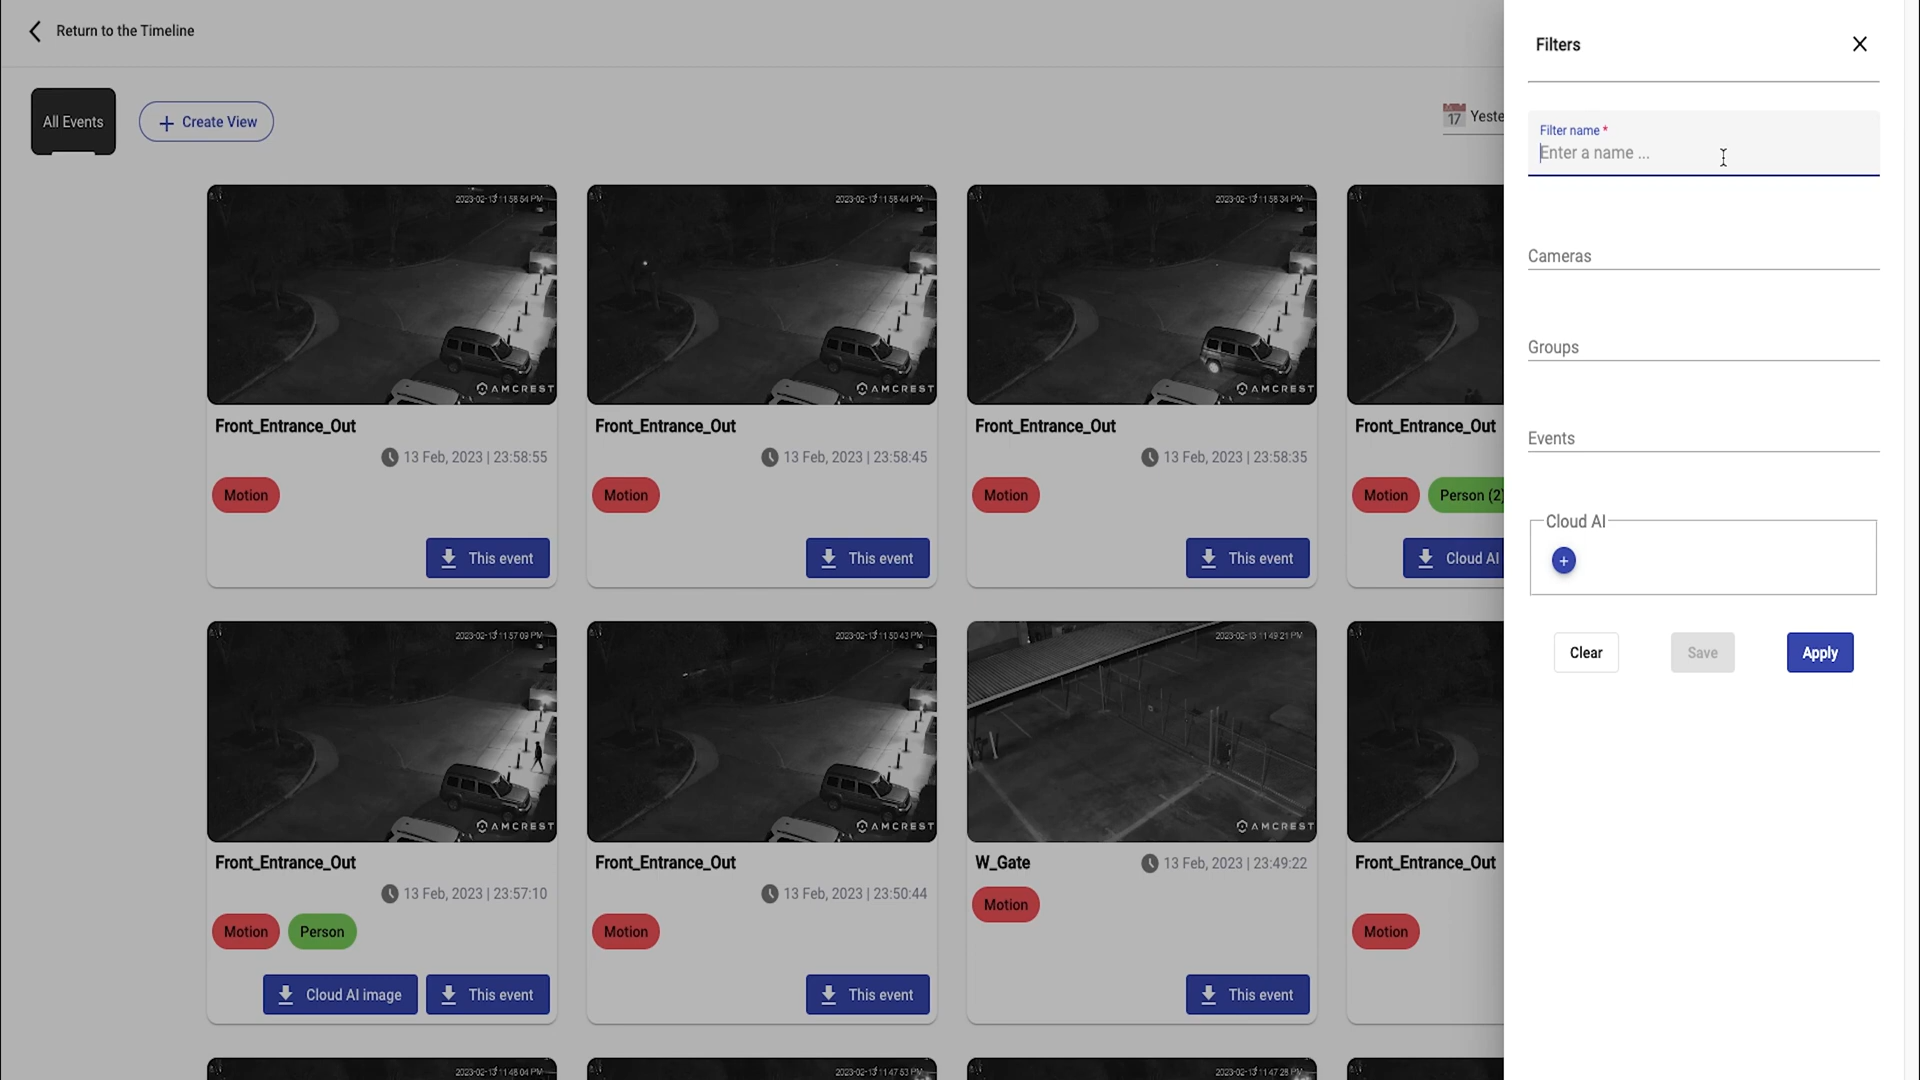 Return to the Timeline
All Events
Create View
17 Yeste
2023-02-13 11:58:54 PM
2023-02-13 11:58:44 PM
2023-02-13 11:58:34 PM
AMCREST
AMCREST
AMCREST
Front_Entrance_Out
Front_Entrance_Out
Front_Entrance_Out
Front_Entrance_Out
13 Feb, 2023 | 23:58:55
13 Feb, 2023 | 23:58:45
13 Feb, 2023 | 23:58:35
Motion
Motion
Motion
Motion Person (2)
This event
This event
This event
Cloud AI
2023-02-13 11:57:09 PM
2023-02-13 11:50:43 PM
2023-02-13 11:49:21 PM
AMCREST
AMCREST
AMCREST
Front_Entrance_Out
Front_Entrance_Out
W_Gate 13 Feb, 2023 | 23:49:22
Front_Entrance_Out
13 Feb, 2023 | 23:57:10
13 Feb, 2023 | 23:50:44
Motion Person
Motion
Motion
Motion
Cloud AI image This event
This event
This event
2023-02-13 11:48:04 PM
2023-02-13 11:47:53 PM
2023-02-13 11:47:28 PM
Filters
Filter name *
Enter a name ...
Cameras
Groups
Events
Cloud AI
Clear Save Apply